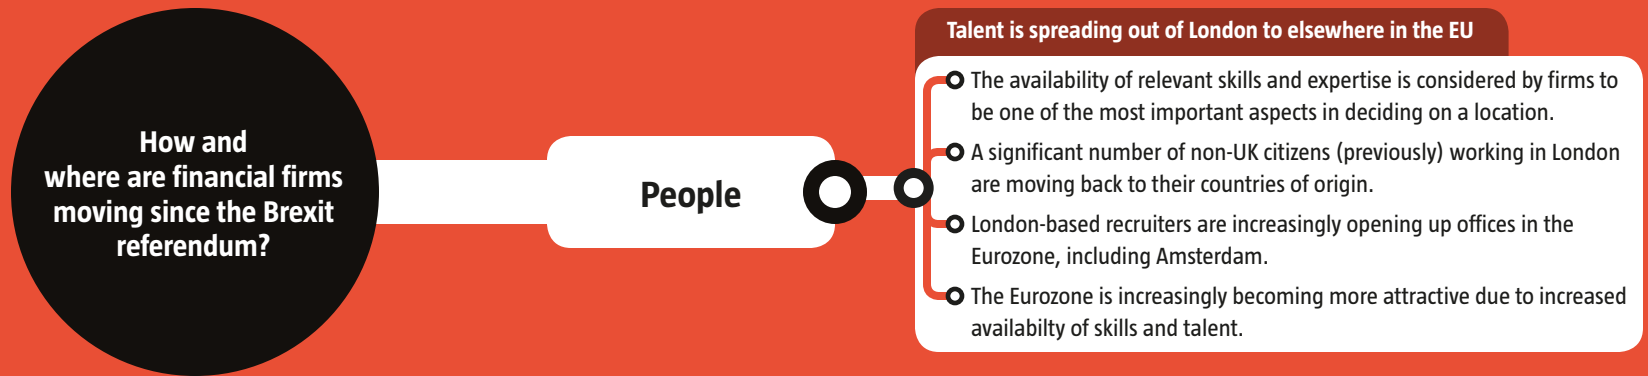 How and
where are financial firms
moving since the Brexit
referendum?
People
Talent is spreading out of London to elsewhere in the EU
The availability of relevant skills and expertise is considered by firms to
be one of the most important aspects in deciding on a location.
A significant number of non-UK citizens (previously) working in London
are moving back to their countries of origin.
London-based recruiters are increasingly opening up offices in the
Eurozone, including Amsterdam.
The Eurozone is increasingly becoming more attractive due to increased
availabilty of skills and talent.